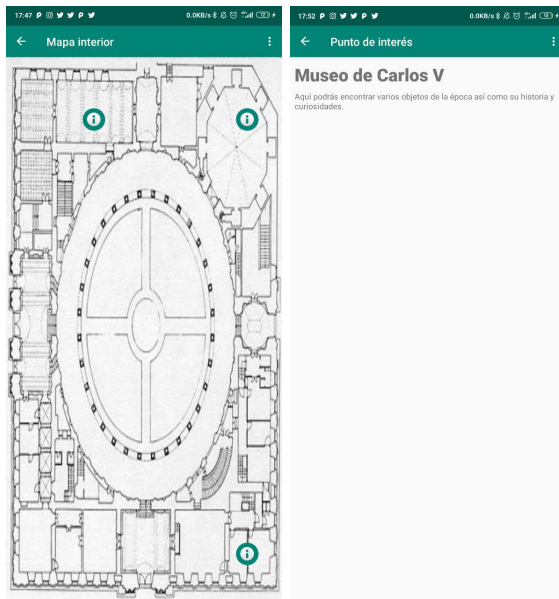 17:47
0.0KB/s
Mapa interior
17:52
0.0KB/s
Punto de interés
Museo de Carlos V
Aquí podrás encontrar varios objetos de la época así como su historia y
curiosidades.